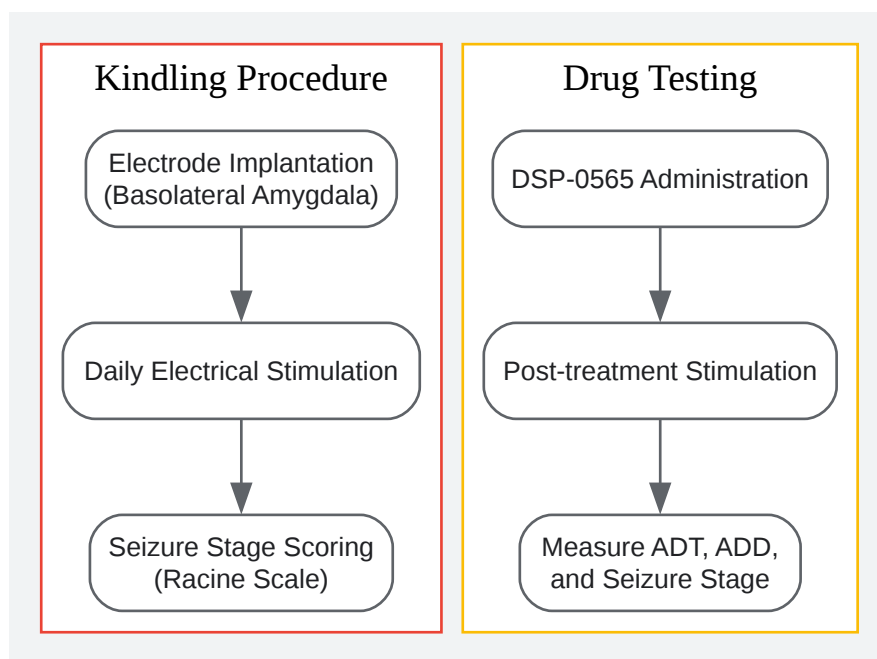 Kindling Procedure
Electrode Implantation
(Basolateral Amygdala)
Daily Electrical Stimulation
Seizure Stage Scoring
(Racine Scale)
Drug Testing
DSP-0565 Administration
Post-treatment Stimulation
Measure ADT, ADD,
and Seizure Stage